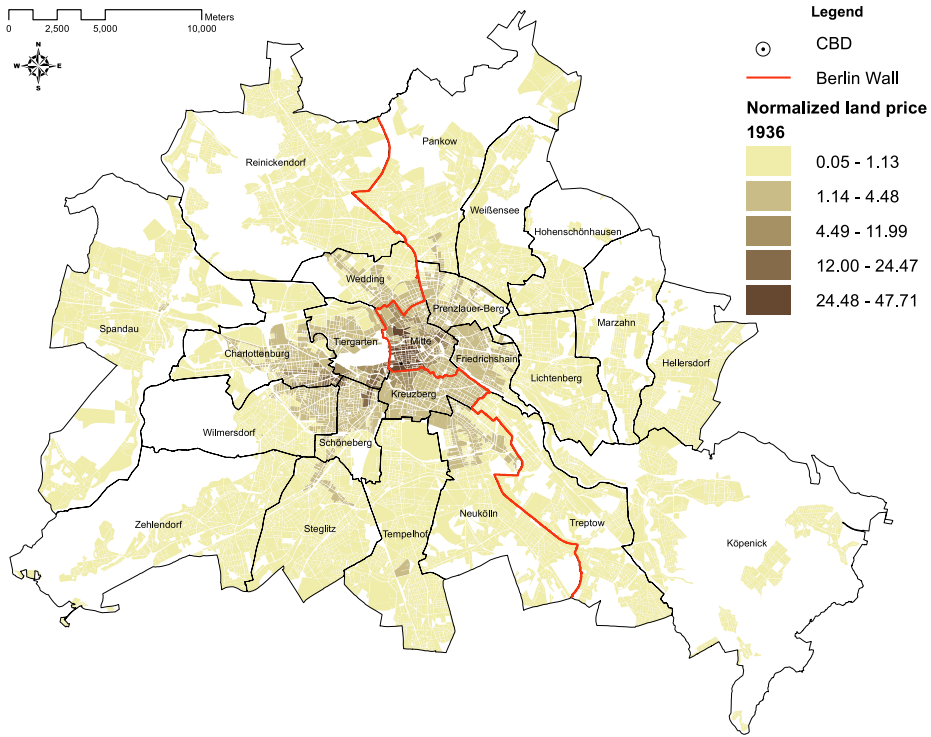 Meters
0 2,500 5,000 10,000
N
W E
S
Legend
CBD
Berlin Wall
Normalized land price
1936
0.05 - 1.13
1.14 - 4.48
4.49 - 11.99
12.00 - 24.47
24.48 - 47.71
Pankow
Reinickendorf
Weißensee
Hohenschönhausen
Wedding
Prenzlauer-Berg
Spandau
Marzahn
Tiergarten
Mitte
Charlottenburg
Friedrichshain
Hellersdorf
Lichtenberg
Kreuzberg
Wilmersdorf
Schöneberg
Neukölln
Zehlendorf
Steglitz
Tempelhof
Treptow
Köpenick